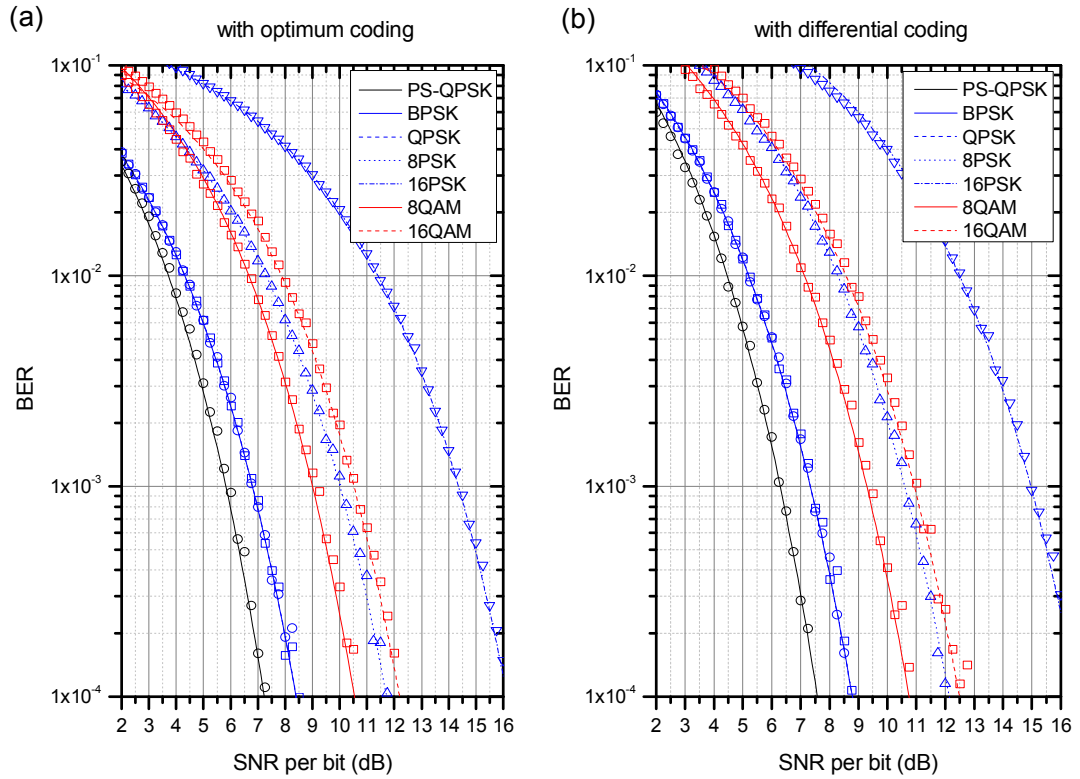 (a)
with optimum coding
1x10⁻¹
1x10⁻²
1x10⁻³
1x10⁻⁴
BER
PS-QPSK
BPSK
QPSK
8PSK
16PSK
8QAM
16QAM
2 3 4 5 6 7 8 9 10 11 12 13 14 15 16
SNR per bit (dB)
(b)
with differential coding
1x10⁻¹
1x10⁻²
1x10⁻³
1x10⁻⁴
BER
PS-QPSK
BPSK
QPSK
8PSK
16PSK
8QAM
16QAM
2 3 4 5 6 7 8 9 10 11 12 13 14 15 16
SNR per bit (dB)